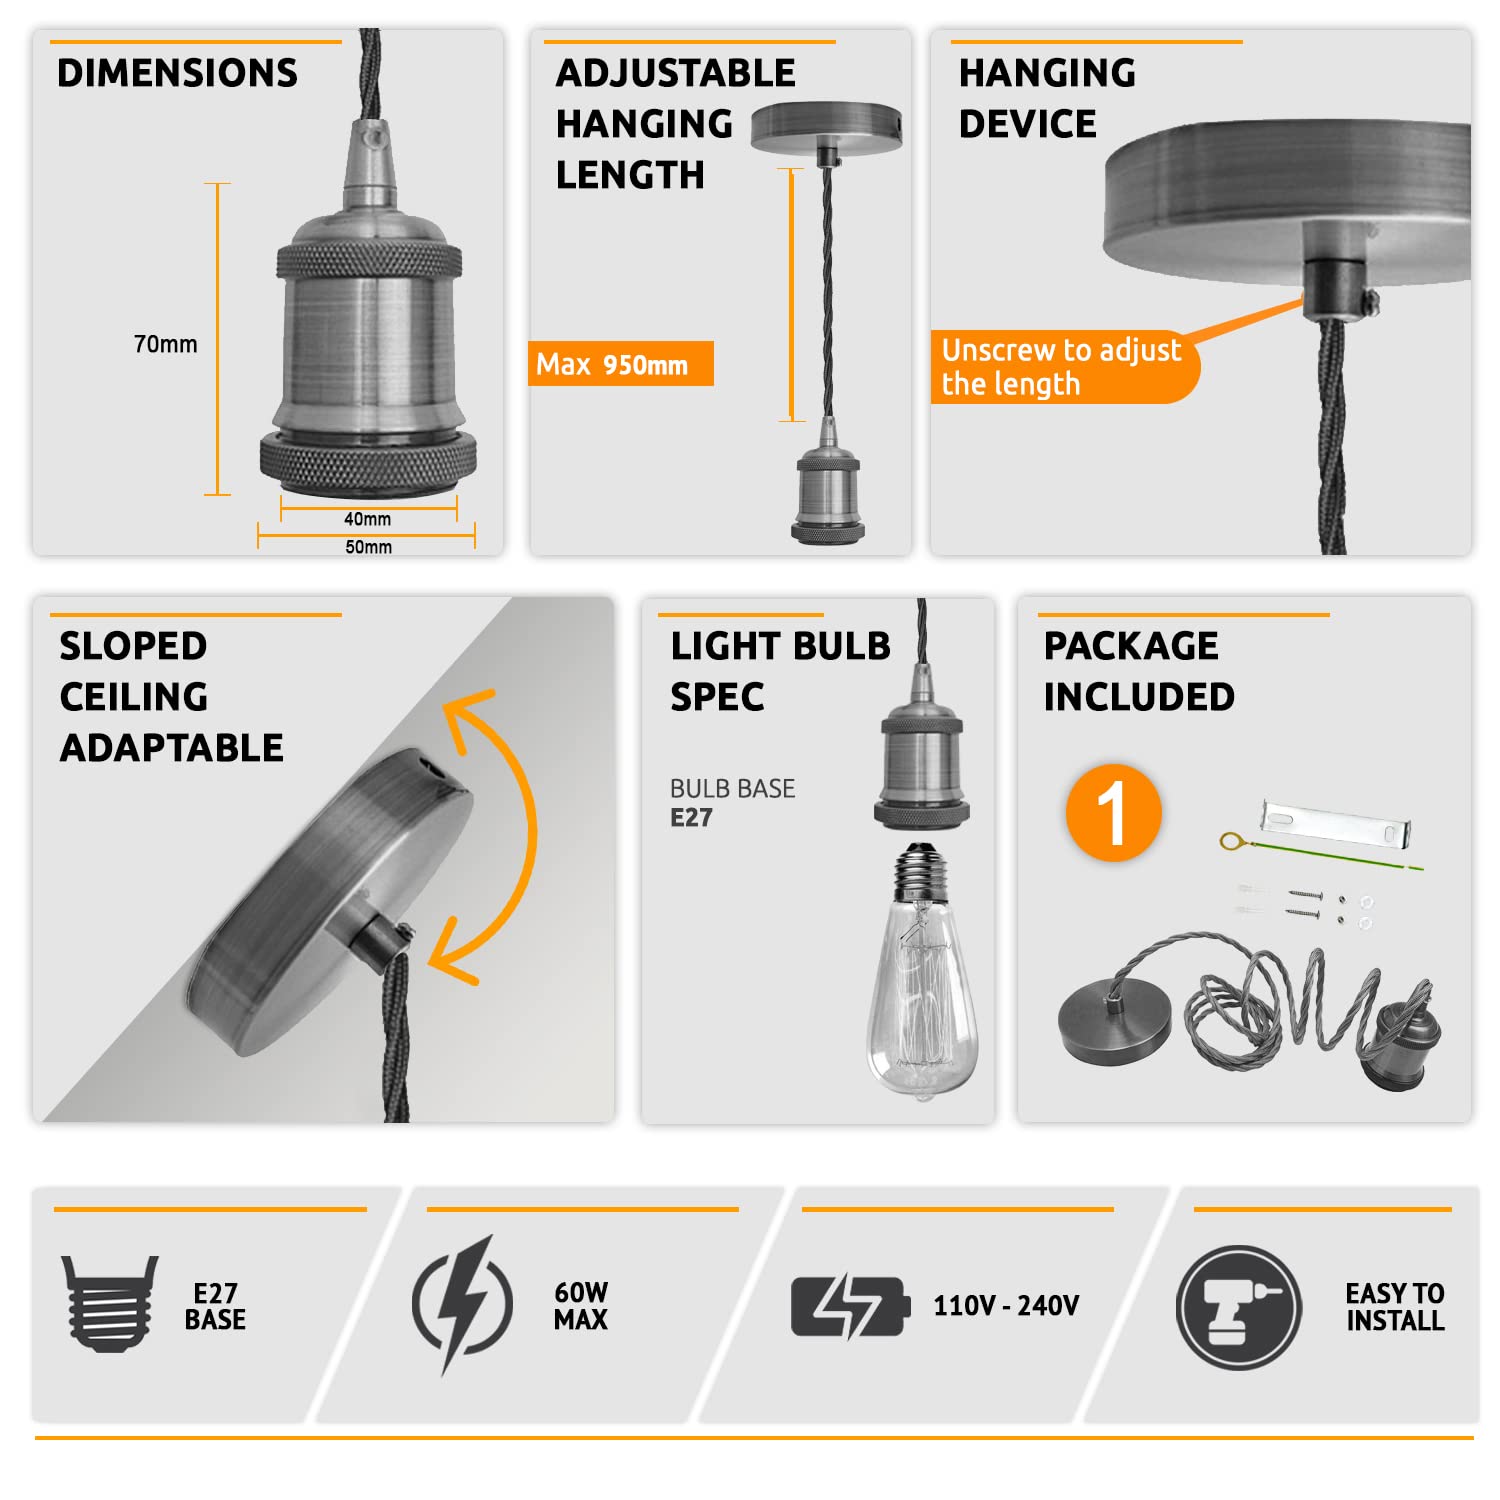 DIMENSIONS
70mm
40mm
50mm
ADJUSTABLE
HANGING
LENGTH
Max 950mm
HANGING
DEVICE
Unscrew to adjust
the length
SLOPED
CEILING
ADAPTABLE
LIGHT BULB
SPEC
BULB BASE
E27
PACKAGE
INCLUDED
1
E27
BASE
60W
MAX
110V - 240V
EASY TO
INSTALL